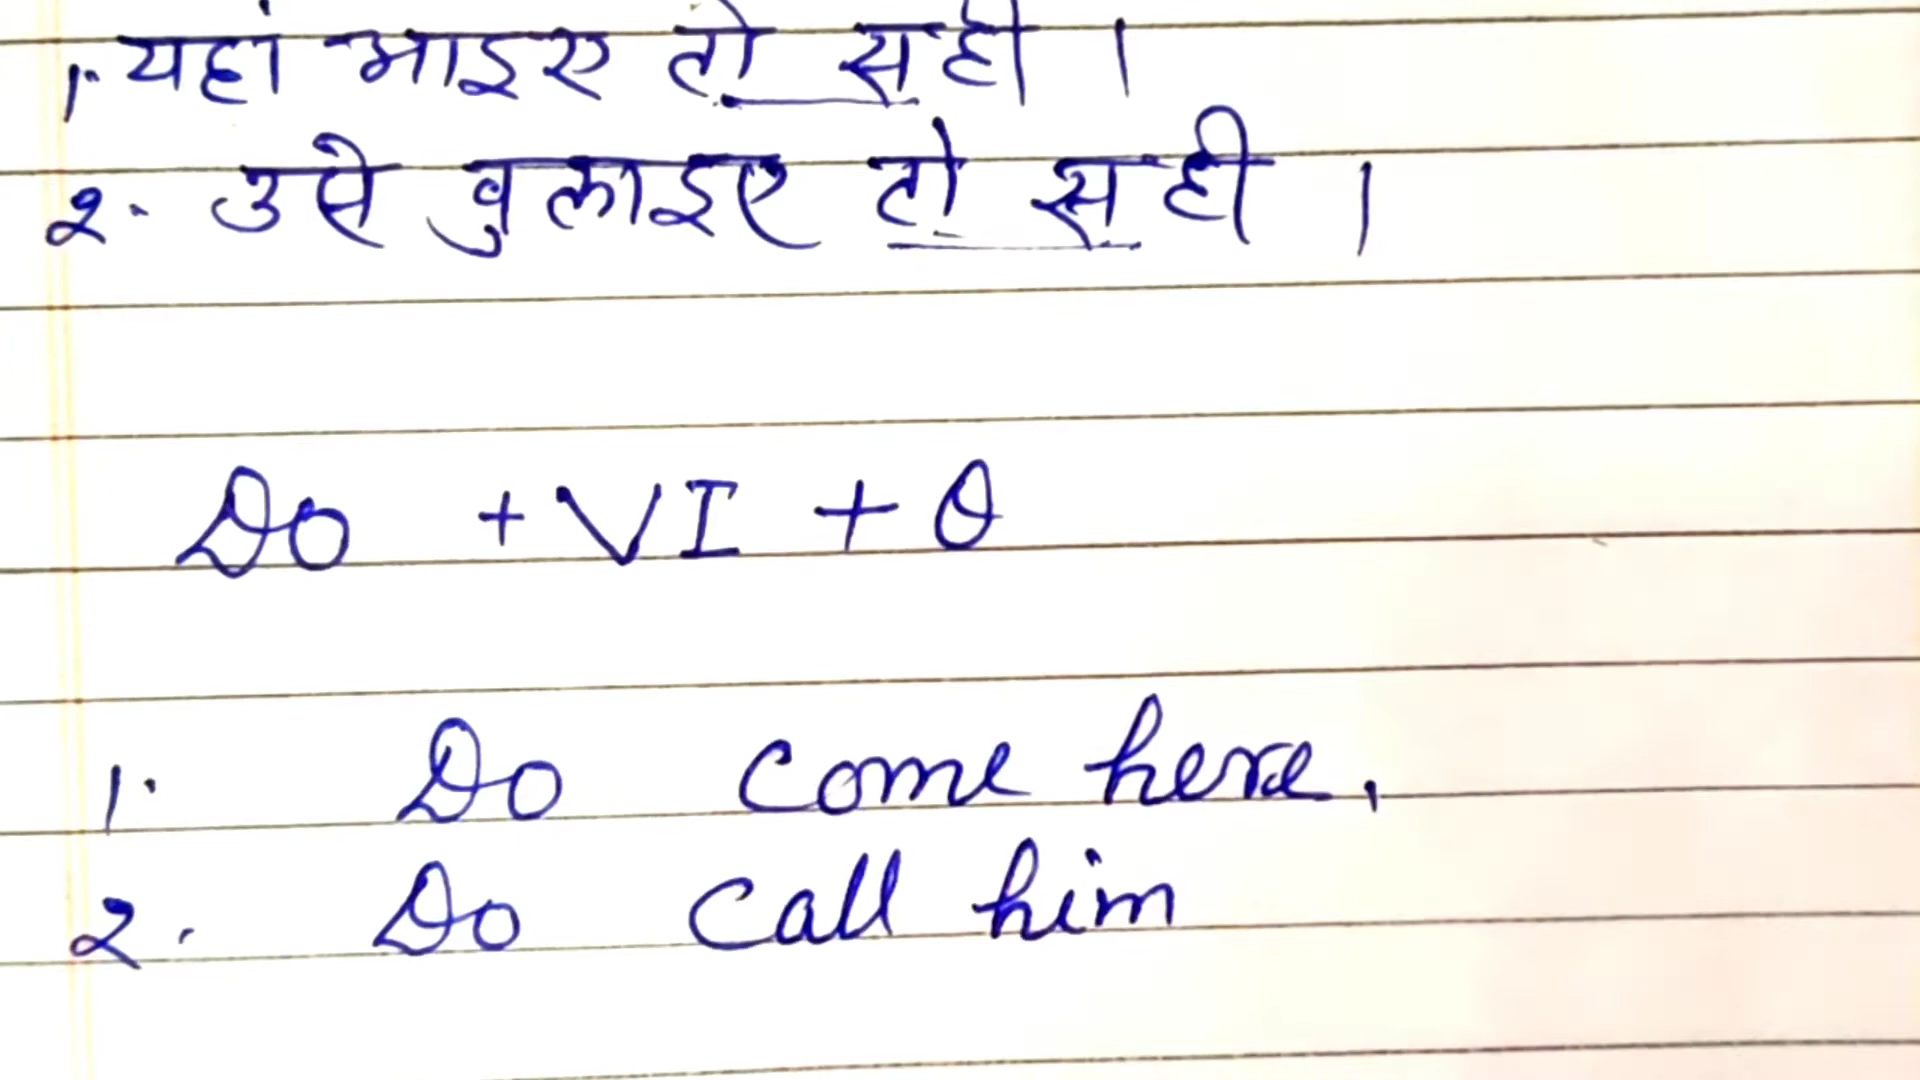 1. यहां आइए तो सही ।
2. उसे बुलाइए तो सही ।
Do + VI + O
1. Do come here.
2. Do call him